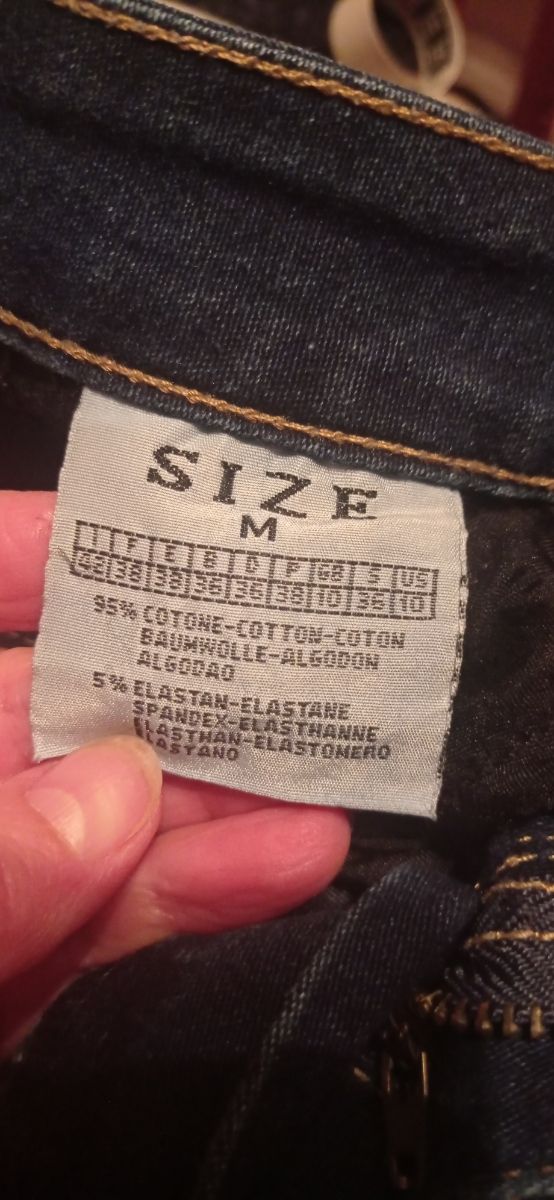 SIZE
M
I F E B D P GB S US
42 38 38 36 36 38 10 36 10
95% COTONE-COTTON-COTON
BAUMWOLLE-ALGODON
ALGODAO
5% ELASTAN-ELASTANE
SPANDEX-ELASTHANNE
ELASTHAN-ELASTOMERO
ELASTANO